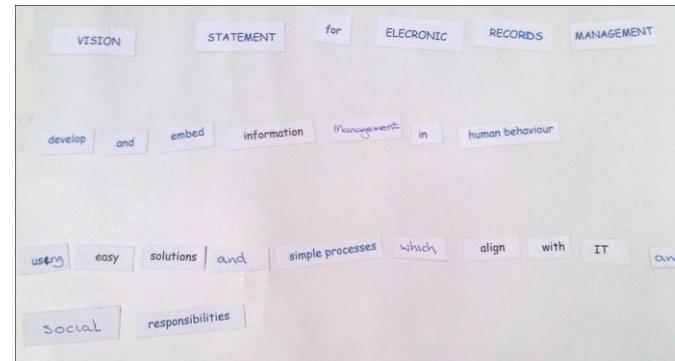 VISION STATEMENT for ELECRONIC RECORDS MANAGEMENT
develop and embed information Management in human behaviour
using easy solutions and simple processes which align with IT an
social responsibilities